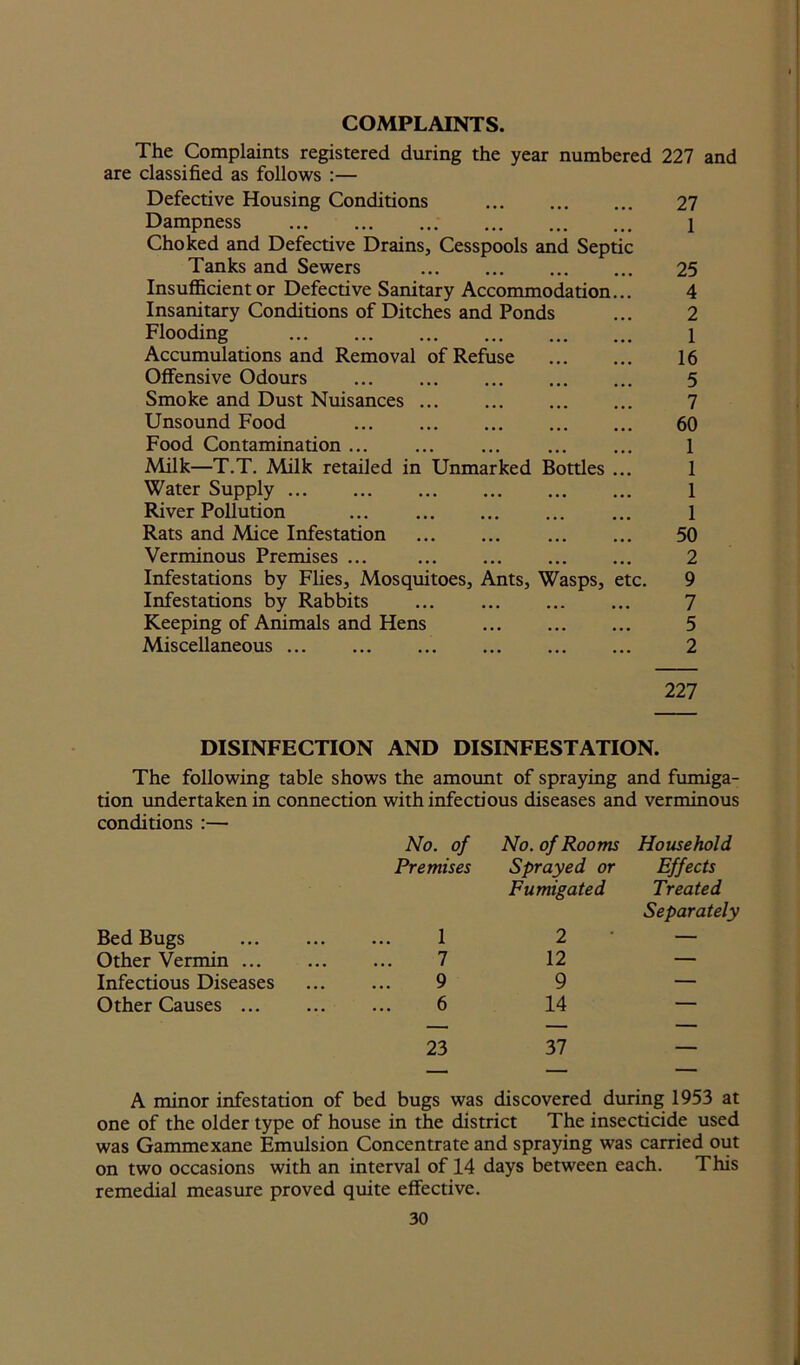 COMPLAINTS.
The Complaints registered during the year numbered 227 and
are classified as follows :—
Defective Housing Conditions ... ... ... 27
Dampness ... ... ... ... ... ... 1
Choked and Defective Drains, Cesspools and Septic
Tanks and Sewers ... ... ... ... 25
Insufficient or Defective Sanitary Accommodation... 4
Insanitary Conditions of Ditches and Ponds ... 2
Flooding ... ... ... ... ... ... 1
Accumulations and Removal of Refuse ... ... 16
Offensive Odours ... ... ... ... ... 5
Smoke and Dust Nuisances ... ... ... ... 7
Unsound Food ... ... ... ... ... 60
Food Contamination ... ... ... ... ... 1
Milk—T.T. Milk retailed in Unmarked Bottles ... 1
Water Supply ... ... ... ... ... ... 1
River Pollution ... ... ... ... ... 1
Rats and Mice Infestation ... ... ... ... 50
Verminous Premises ... ... ... ... ... 2
Infestations by Flies, Mosquitoes, Ants, Wasps, etc. 9
Infestations by Rabbits ... ... ... ... 7
Keeping of Animals and Hens ... ... ... 5
Miscellaneous ... ... ... ... ... ... 2
227
DISINFECTION AND DISINFESTATION.
The following table shows the amount of spraying and fumiga-
tion undertaken in connection with infectious diseases and verminous
conditions :—
No. of No. of Rooms Household
Premises Sprayed or Effects
Fumigated Treated
Separately
Bed Bugs ... ... ... 1 2 —
Other Vermin ... ... ... 7 12 —
Infectious Diseases ... ... 9 9 —
Other Causes ... ... ... 6 14 —
23 37 —
A minor infestation of bed bugs was discovered during 1953 at
one of the older type of house in the district The insecticide used
was Gammexane Emulsion Concentrate and spraying was carried out
on two occasions with an interval of 14 days between each. This
remedial measure proved quite effective.
30